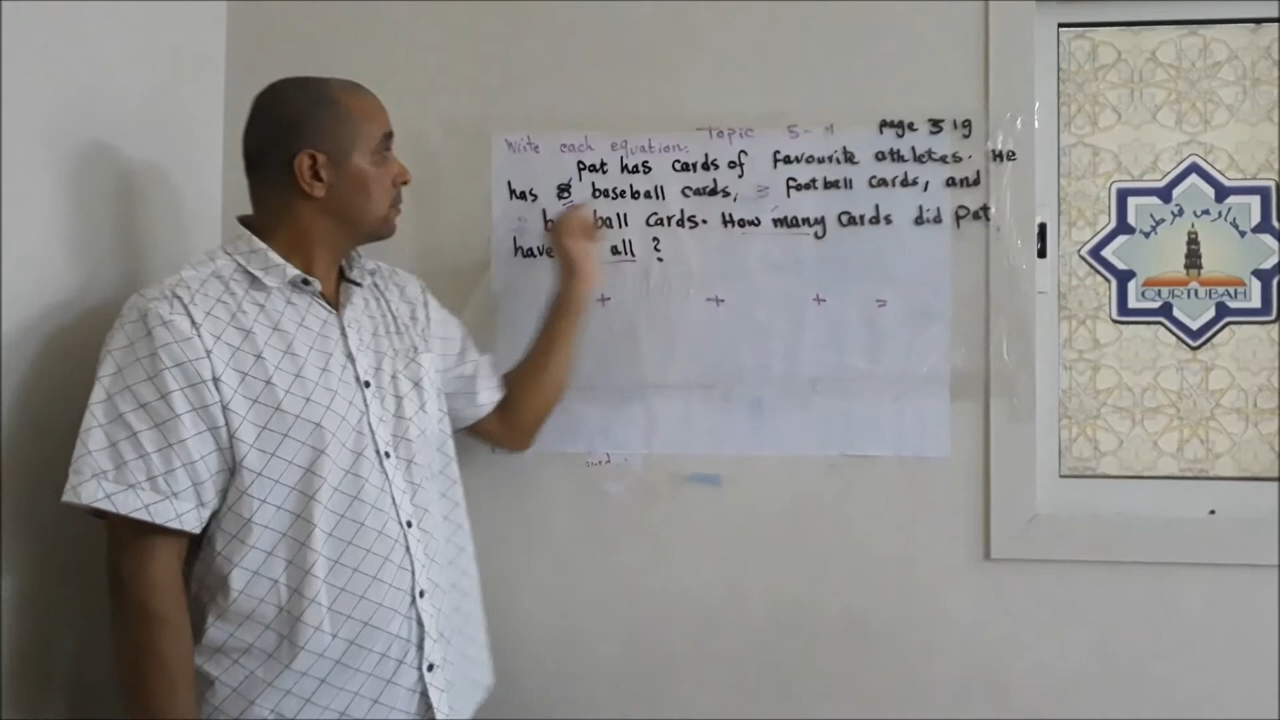 Topic 5-
page 319
Write each equation:
Pat has cards of favourite athletes. He
has 8 baseball cards, football cards, and
ball cards. How many cards did Pat
have all ?
+ + + =
مدارس قرطبة
QURTUBAH